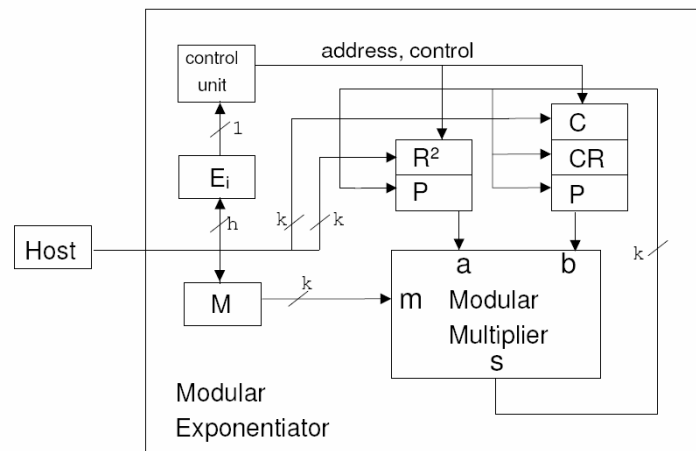 control
unit
address, control
1
C
R²
CR
Eᵢ
P
P
h
k
k
Host
a
b
k
k
M
m
Modular
Multiplier
s
Modular
Exponentiator